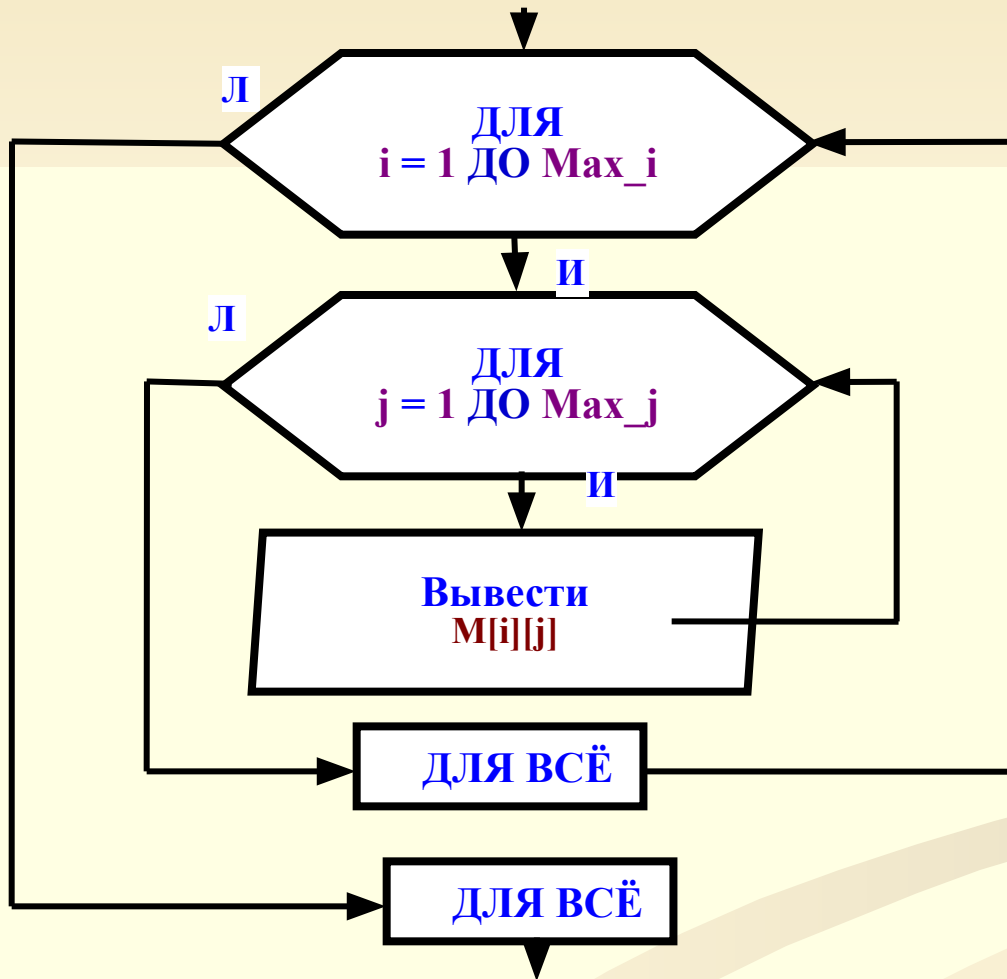 Л
ДЛЯ
i = 1 ДО Max_i
И
Л
ДЛЯ
j = 1 ДО Max_j
И
Вывести
M[i][j]
ДЛЯ ВСЁ
ДЛЯ ВСЁ